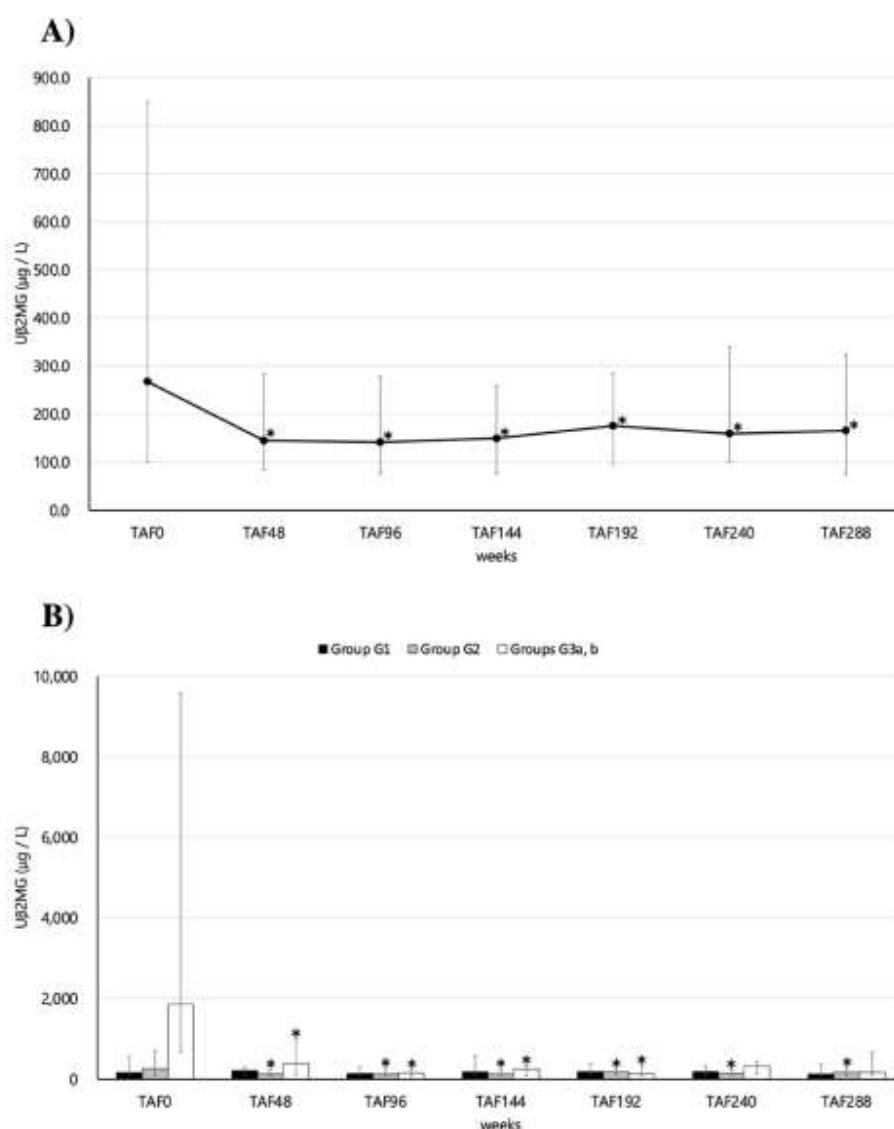 A)
900.0
800.0
700.0
600.0
500.0
400.0
300.0
200.0
100.0
0.0
Uβ2MG (μg / L)
* * * * * *
TAF0 TAF48 TAF96 TAF144 TAF192 TAF240 TAF288
weeks
B)
Group G1 Group G2 Groups G3a, b
10,000
8,000
6,000
4,000
2,000
0
Uβ2MG (μg / L)
* * * * * * * * * *
TAF0 TAF48 TAF96 TAF144 TAF192 TAF240 TAF288
weeks